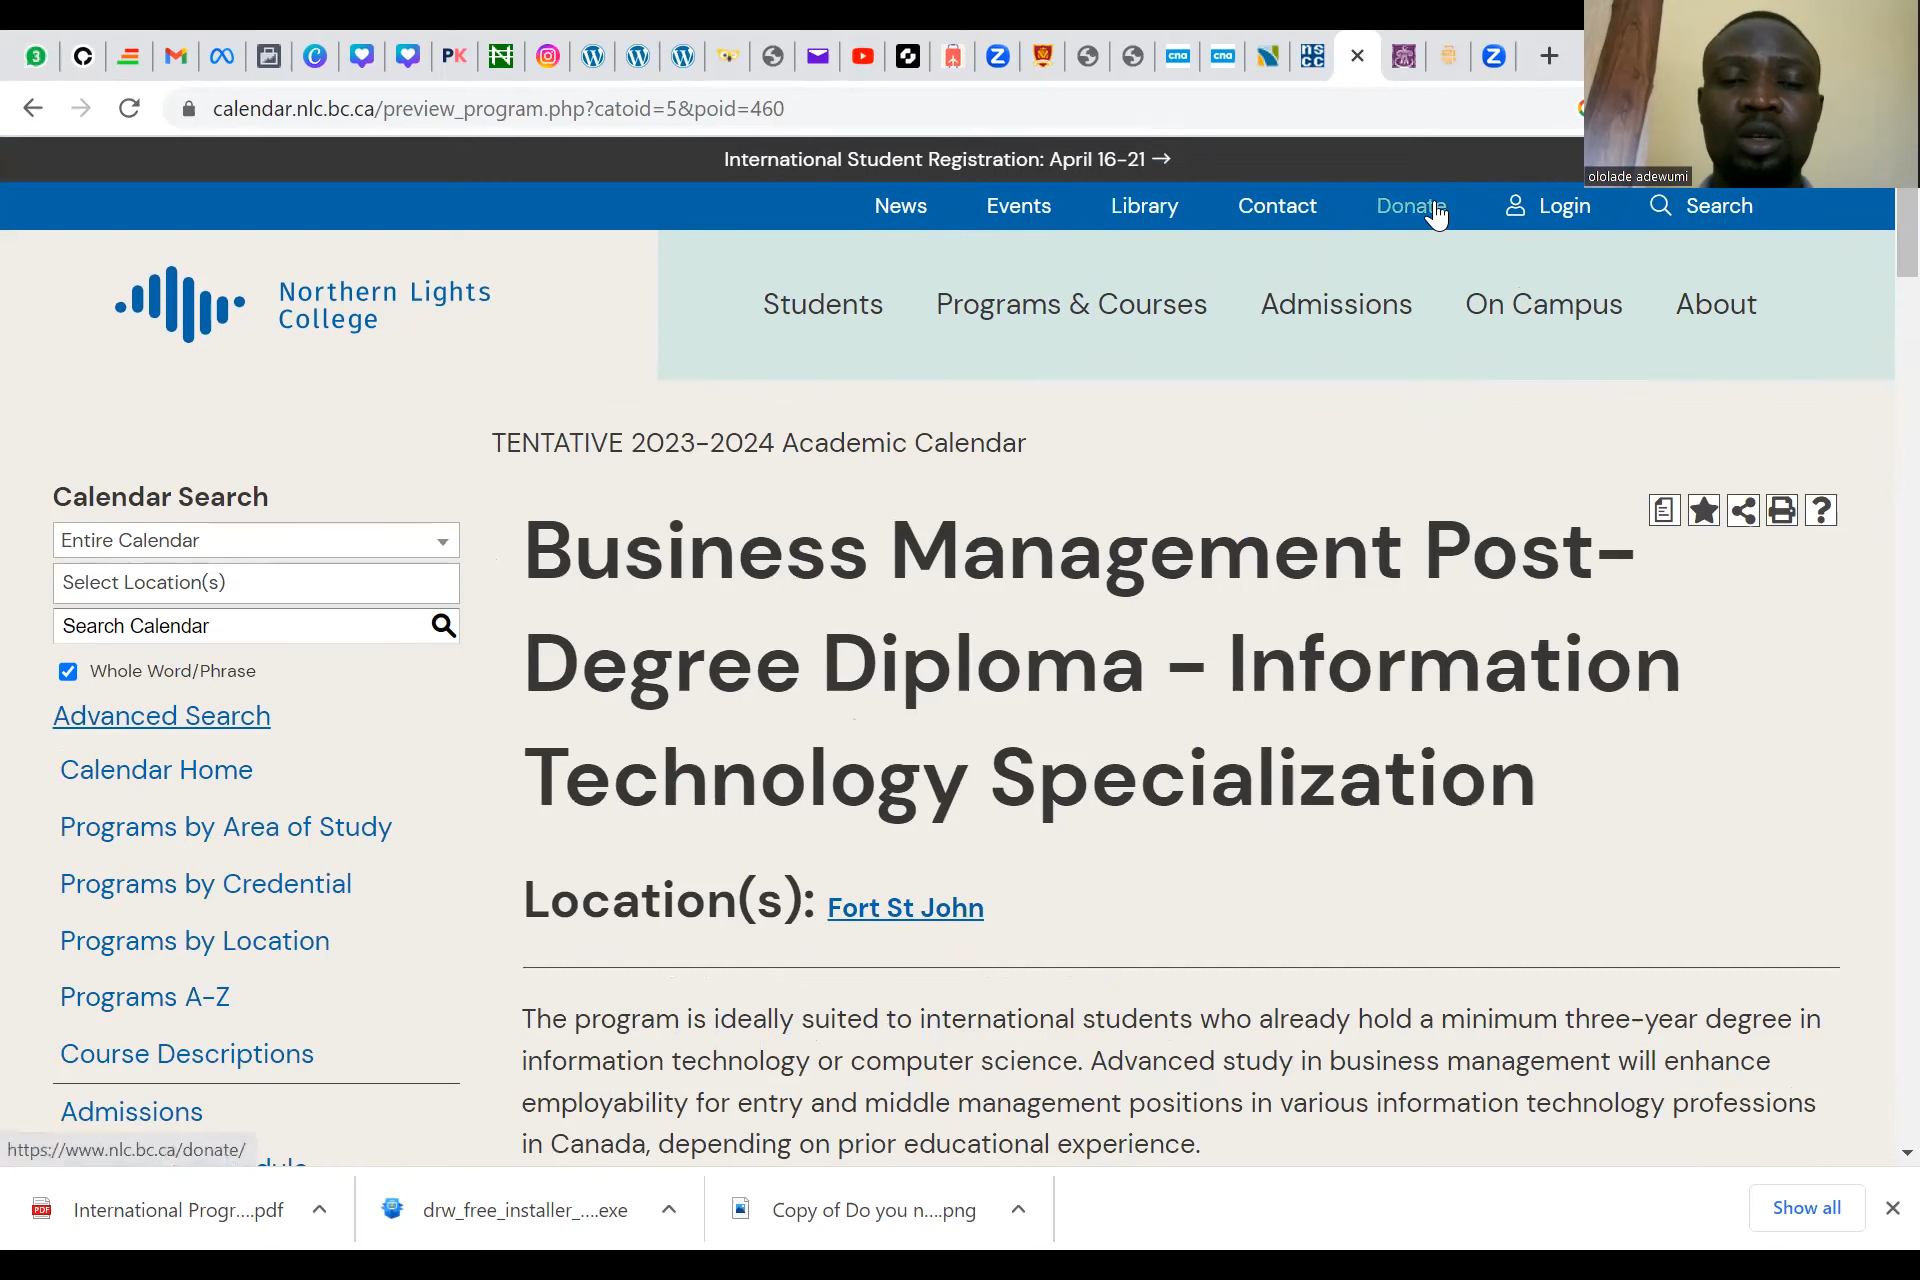 3
PK
cna
cna
ns
cc
calendar.nlc.bc.ca/preview_program.php?catoid=5&poid=460
ololade adewumi
International Student Registration: April 16-21 →
News
Events
Library
Contact
Donate
Login
Search
Northern Lights
College
Students
Programs & Courses
Admissions
On Campus
About
TENTATIVE 2023-2024 Academic Calendar
Calendar Search
Entire Calendar
Select Location(s)
Search Calendar
Whole Word/Phrase
Advanced Search
Calendar Home
Programs by Area of Study
Programs by Credential
Programs by Location
Programs A-Z
Course Descriptions
Admissions
Business Management Post-
Degree Diploma - Information
Technology Specialization
Location(s): Fort St John
The program is ideally suited to international students who already hold a minimum three-year degree in
information technology or computer science. Advanced study in business management will enhance
employability for entry and middle management positions in various information technology professions
in Canada, depending on prior educational experience.
https://www.nlc.bc.ca/donate/
PDF
International Progr....pdf
drw_free_installer_....exe
Copy of Do you n....png
Show all